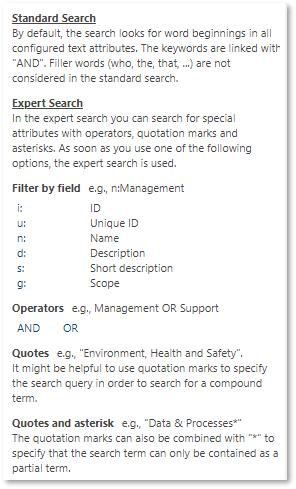 Standard Search
By default, the search looks for word beginnings in all
configured text attributes. The keywords are linked with
"AND". Filler words (who, the, that, ...) are not
considered in the standard search.
Expert Search
In the expert search you can search for special
attributes with operators, quotation marks and
asterisks. As soon as you use one of the following
options, the expert search is used.
Filter by field e.g., n:Management
i: ID
u: Unique ID
n: Name
d: Description
s: Short description
g: Scope
Operators e.g., Management OR Support
AND OR
Quotes e.g., "Environment, Health and Safety".
It might be helpful to use quotation marks to specify
the search query in order to search for a compound
term.
Quotes and asterisk e.g., "Data & Processes*"
The quotation marks can also be combined with "*" to
specify that the search term can only be contained as a
partial term.